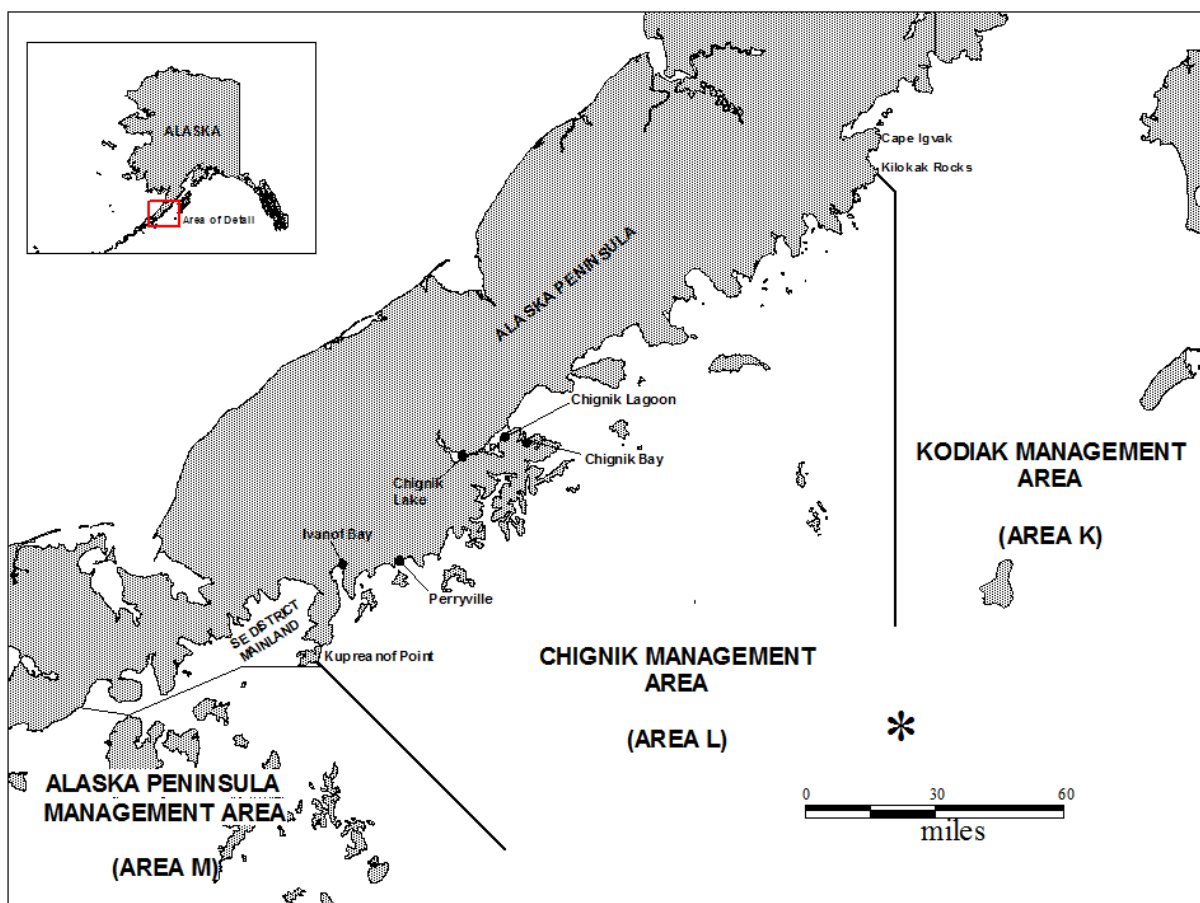 ALASKA
Area of Detail
Cape Igvak
Kilokak Rocks
ALASKA PENINSULA
Chignik Lagoon
Chignik Bay
Chignik
Lake
Ivanof Bay
Perryville
SE DISTRICT
MAINLAND
Kupreanof Point
KODIAK MANAGEMENT
AREA
(AREA K)
CHIGNIK MANAGEMENT
AREA
(AREA L)
*
ALASKA PENINSULA
MANAGEMENT AREA
(AREA M)
0 30 60
miles